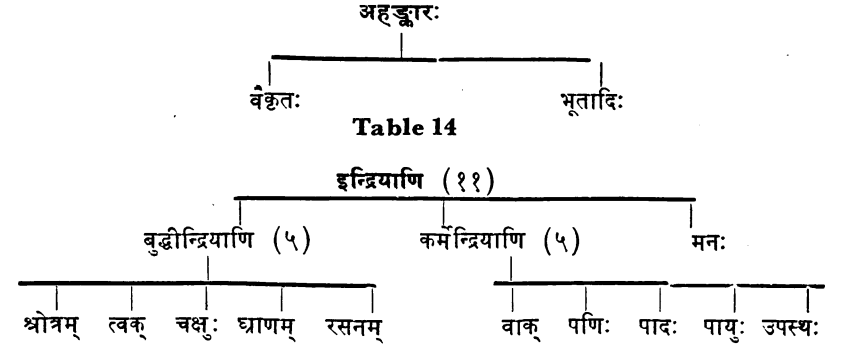 अहङ्कारः
वैकृतः भूतादिः
Table 14
इन्द्रियाणि (११)
बुद्धीन्द्रियाणि (५) कर्मेन्द्रियाणि (५) मनः
श्रोत्रम् त्वक् चक्षुः घ्राणम् रसनम् वाक् पणिः पादः पायुः उपस्थः